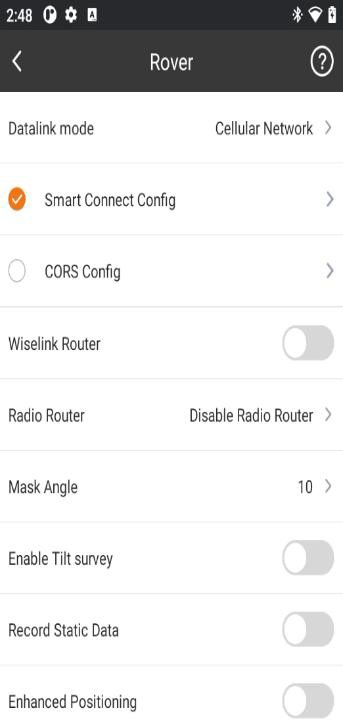 2:48
Rover
Datalink mode Cellular Network
Smart Connect Config
CORS Config
Wiselink Router
Radio Router Disable Radio Router
Mask Angle 10
Enable Tilt survey
Record Static Data
Enhanced Positioning